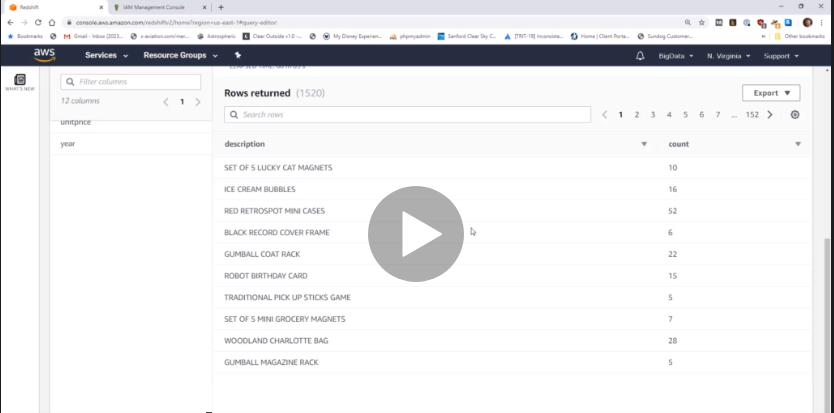 Redshift
IAM Management Console
console.aws.amazon.com/redshiftv2/home?region=us-east-1#query-editor:
Bookmarks
Gmail - Inbox (2023...
x-aviation.com/mer...
Astrospheric
Clear Outside v1.0 -...
My Disney Experien...
phpmyadmin
Sanford Clear Sky C...
[TRIT-19] Inconsiste...
Home | Client Porta...
Sundog Customer...
Other bookmarks
aws
Services
Resource Groups
BigData
N. Virginia
Support
WHAT'S NEW
Filter columns
12 columns
1
unitprice
year
Rows returned (1520)
Export
Search rows
1 2 3 4 5 6 7 ... 152
description count
SET OF 5 LUCKY CAT MAGNETS 10
ICE CREAM BUBBLES 16
RED RETROSPOT MINI CASES 52
BLACK RECORD COVER FRAME 6
GUMBALL COAT RACK 22
ROBOT BIRTHDAY CARD 15
TRADITIONAL PICK UP STICKS GAME 5
SET OF 5 MINI GROCERY MAGNETS 7
WOODLAND CHARLOTTE BAG 28
GUMBALL MAGAZINE RACK 5